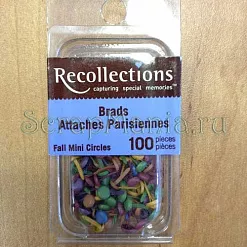 Recollections
capturing special memories
Brads
Attaches Parisiennes
Fall Mini Circles
100 pieces
pièces